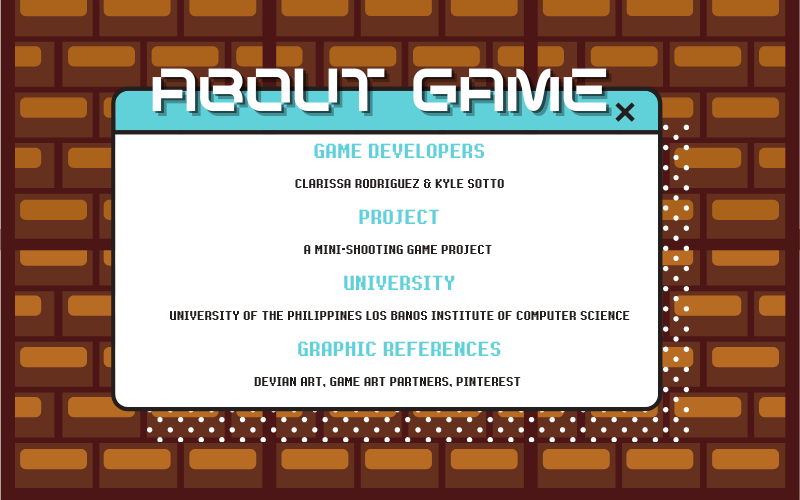 ABOUT GAME
GAME DEVELOPERS
CLARISSA RODRIGUEZ & KYLE SOTTO
PROJECT
A MINI-SHOOTING GAME PROJECT
UNIVERSITY
UNIVERSITY OF THE PHILIPPINES LOS BANOS INSTITUTE OF COMPUTER SCIENCE
GRAPHIC REFERENCES
DEVIAN ART, GAME ART PARTNERS, PINTEREST